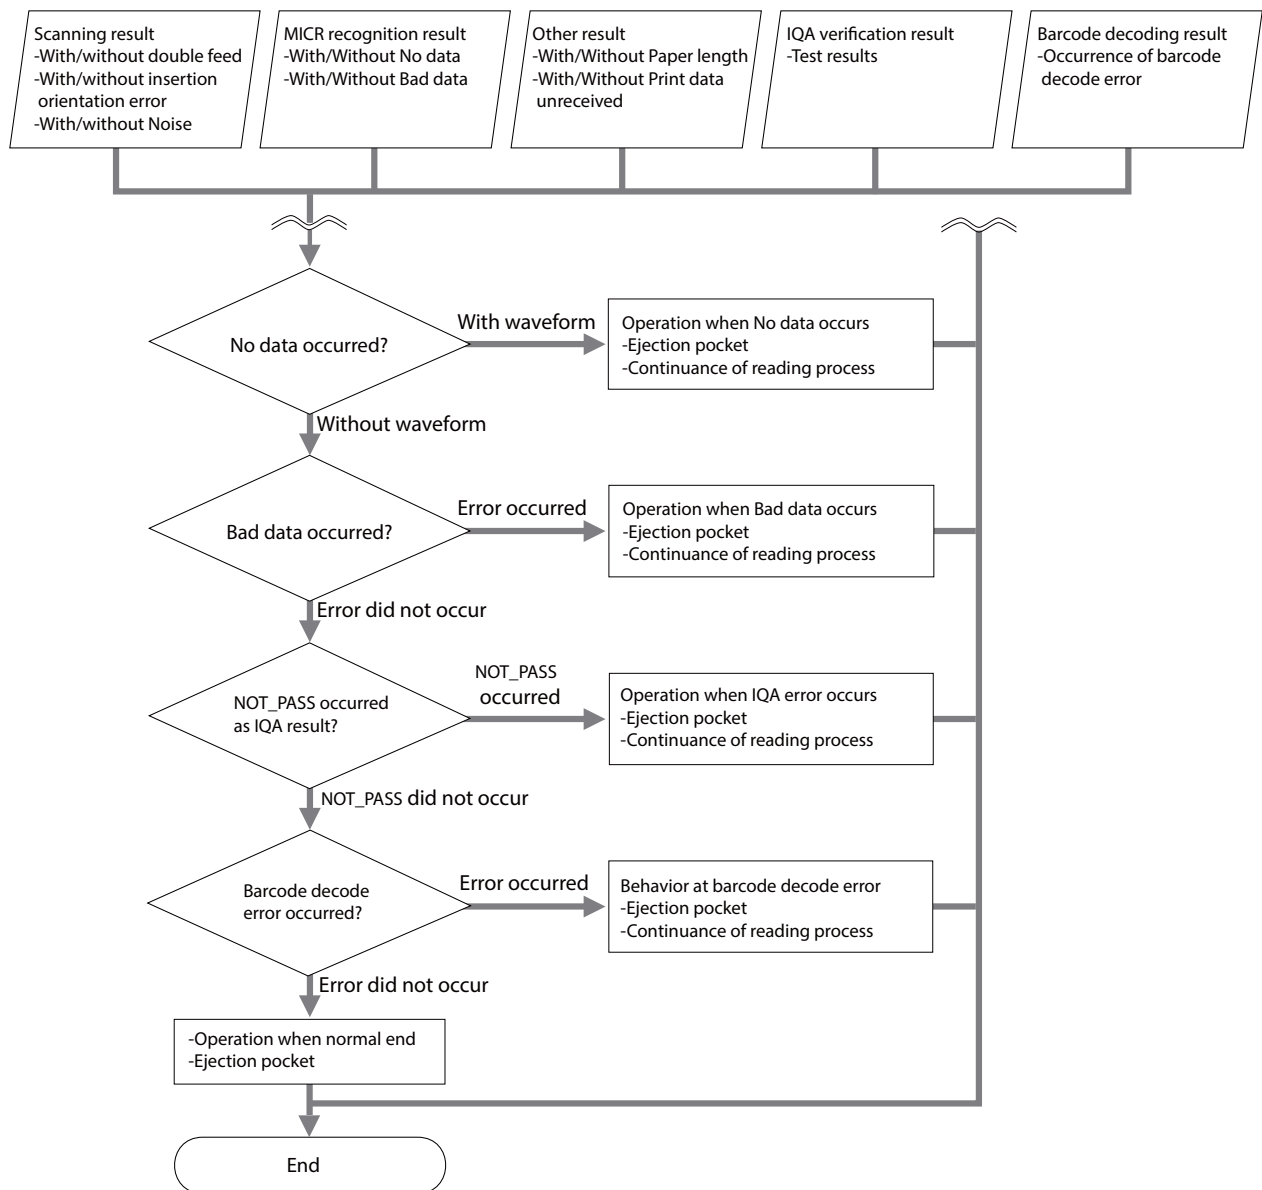 Scanning result
-With/without double feed
-With/without insertion
orientation error
-With/without Noise
MICR recognition result
-With/Without No data
-With/Without Bad data
Other result
-With/Without Paper length
-With/Without Print data
unreceived
IQA verification result
-Test results
Barcode decoding result
-Occurrence of barcode
decode error
No data occurred?
With waveform
Operation when No data occurs
-Ejection pocket
-Continuance of reading process
Without waveform
Bad data occurred?
Error occurred
Operation when Bad data occurs
-Ejection pocket
-Continuance of reading process
Error did not occur
NOT_PASS occurred
as IQA result?
NOT_PASS
occurred
Operation when IQA error occurs
-Ejection pocket
-Continuance of reading process
NOT_PASS did not occur
Barcode decode
error occurred?
Error occurred
Behavior at barcode decode error
-Ejection pocket
-Continuance of reading process
Error did not occur
-Operation when normal end
-Ejection pocket
End